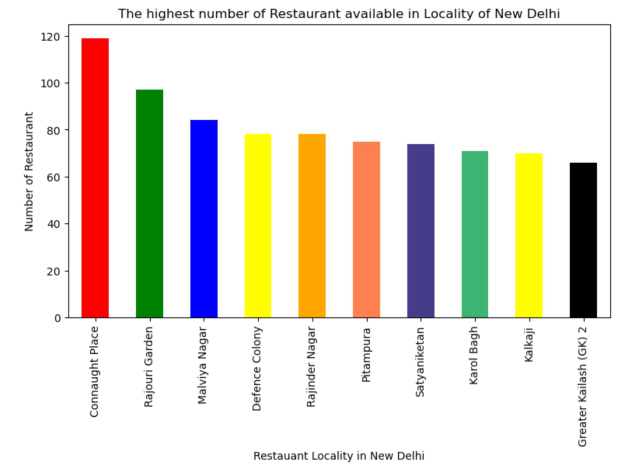 The highest number of Restaurant available in Locality of New Delhi
Number of Restaurant
120
100
80
60
40
20
0
Connaught Place
Rajouri Garden
Malviya Nagar
Defence Colony
Rajinder Nagar
Pitampura
Satyaniketan
Karol Bagh
Kalkaji
Greater Kailash (GK) 2
Restauant Locality in New Delhi